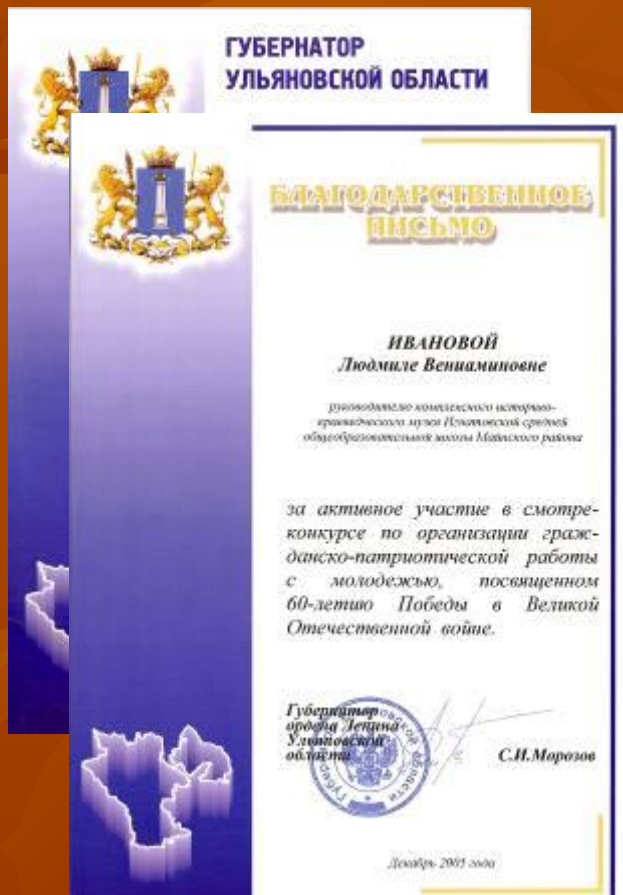 ГУБЕРНАТОР
УЛЬЯНОВСКОЙ ОБЛАСТИ
БЛАГОДАРСТВЕННОЕ
ПИСЬМО
ИВАНОВОЙ
Людмиле Вениаминовне
руководителю комплексного историко-
краеведческого музея Игнатовской средней
общеобразовательной школы Майнского района
за активное участие в смотре-
конкурсе по организации граж-
данско-патриотической работы
с молодежью, посвященном
60-летию Победы в Великой
Отечественной войне.
Губернатор
ордена Ленина
Ульяновской
области
С.И.Морозов
Декабрь 2005 года